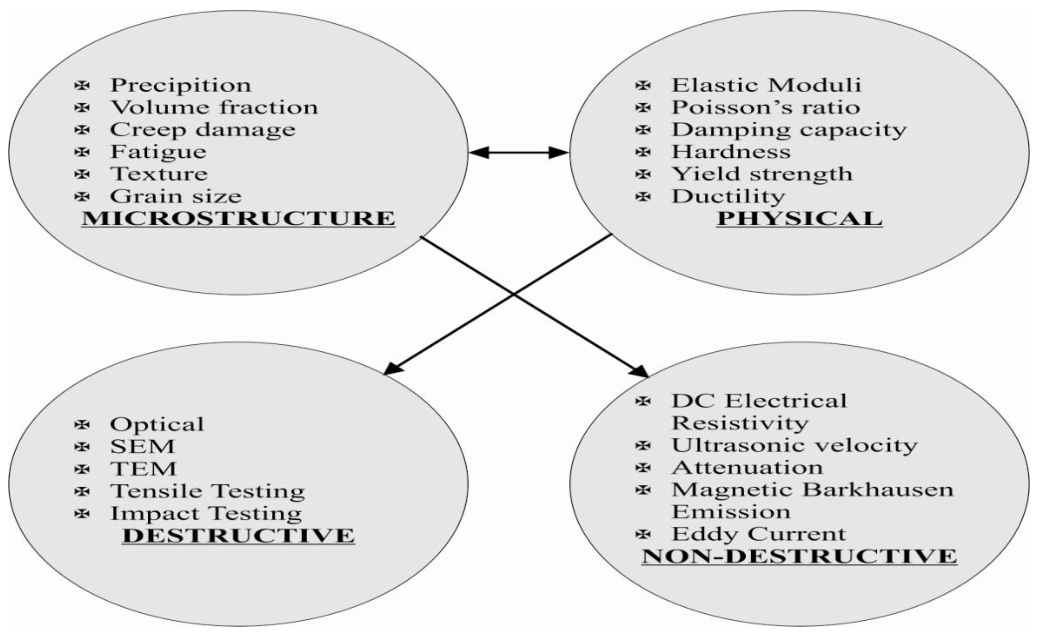 Precipition
Volume fraction
Creep damage
Fatigue
Texture
Grain size
MICROSTRUCTURE
Elastic Moduli
Poisson's ratio
Damping capacity
Hardness
Yield strength
Ductility
PHYSICAL
Optical
SEM
TEM
Tensile Testing
Impact Testing
DESTRUCTIVE
DC Electrical
Resistivity
Ultrasonic velocity
Attenuation
Magnetic Barkhausen
Emission
Eddy Current
NON-DESTRUCTIVE